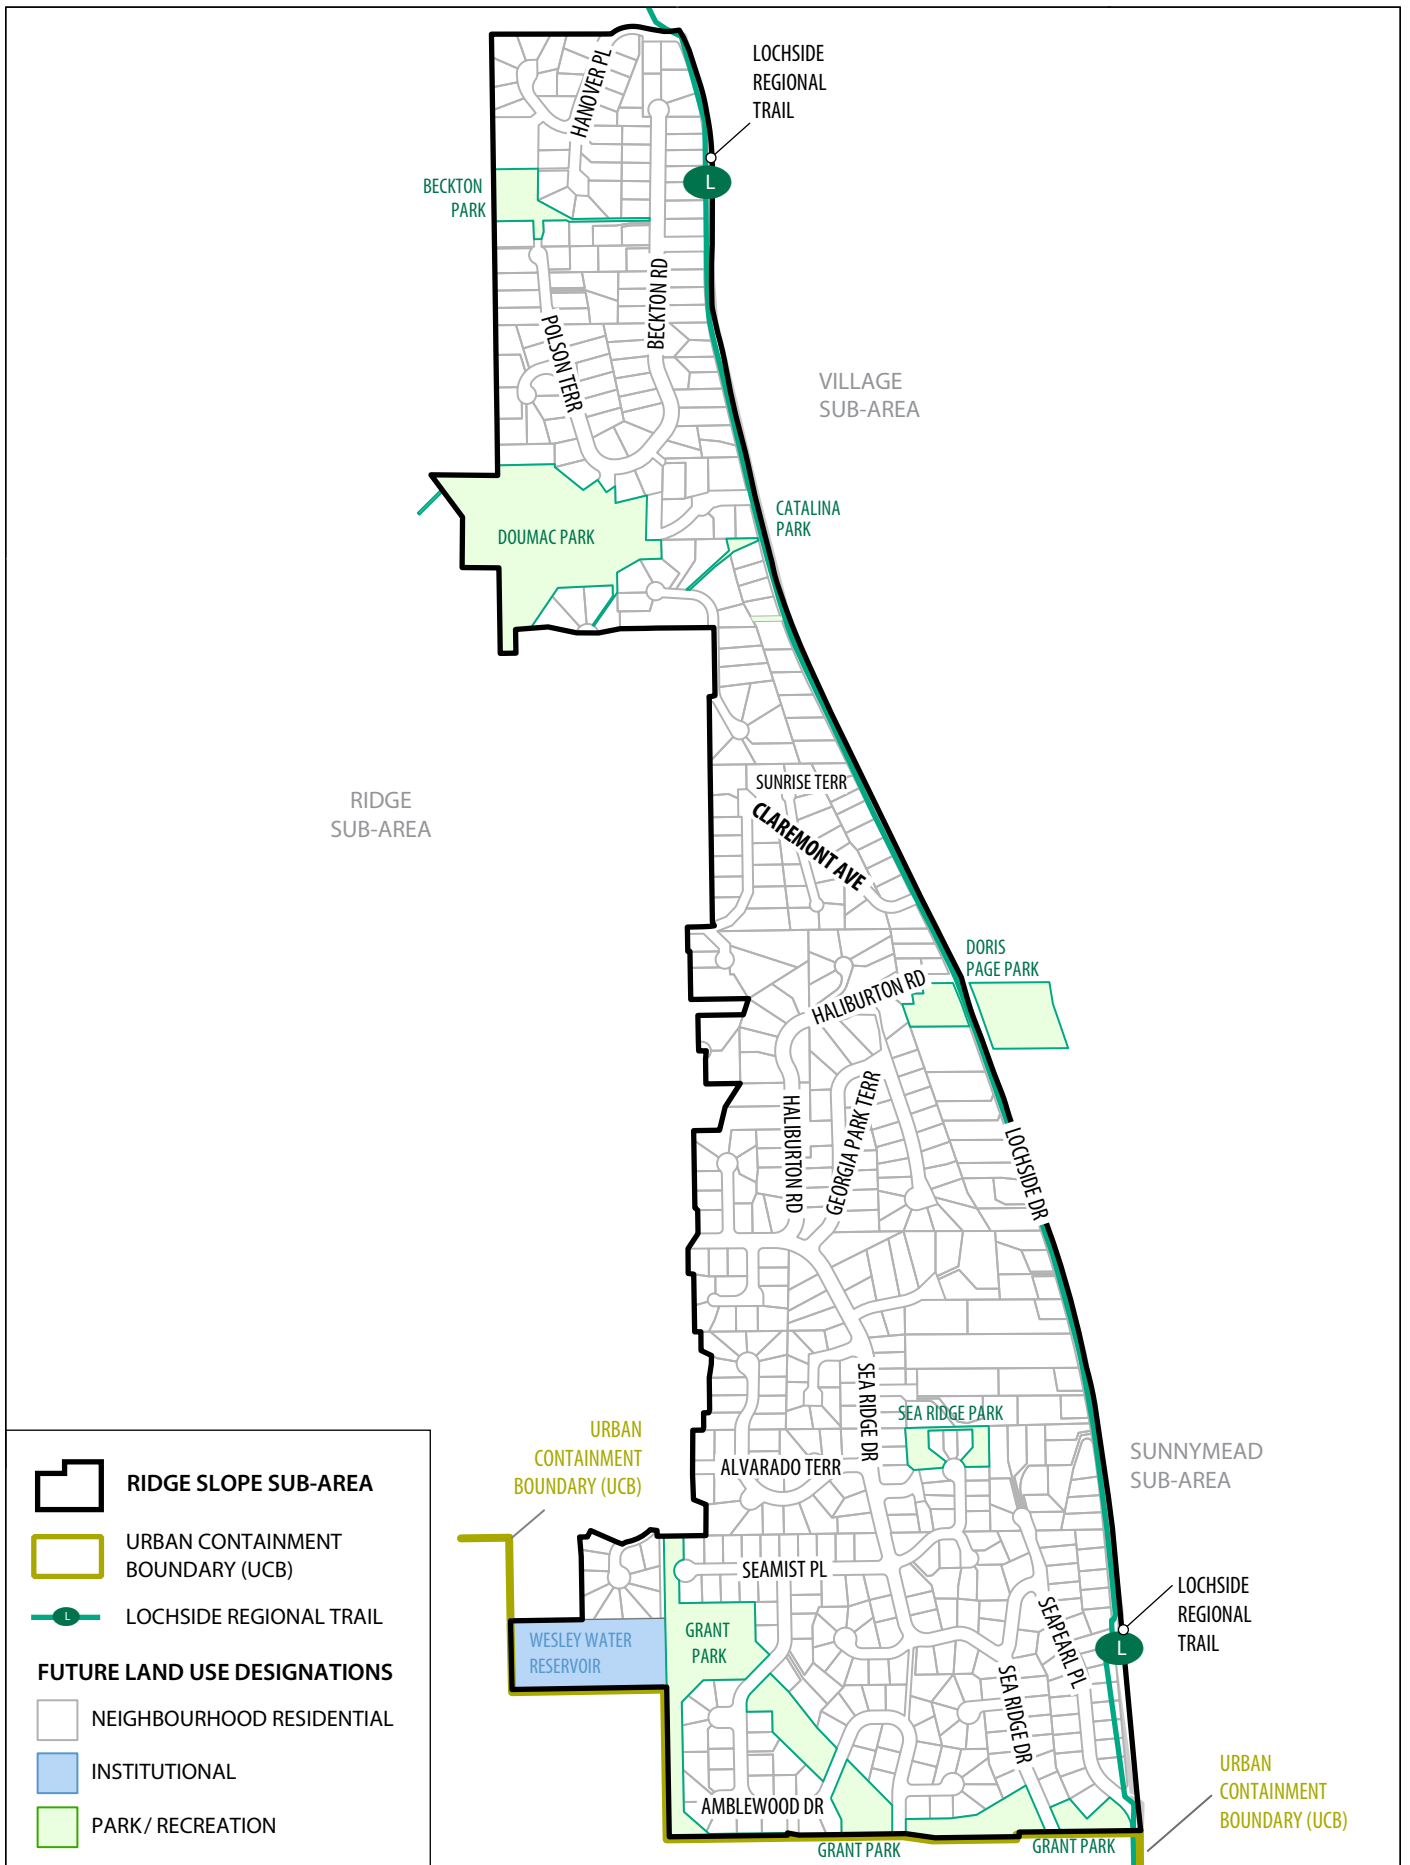 HANOVER PL
LOCHSIDE
REGIONAL
TRAIL
L
BECKTON
PARK
BECKTON RD
POLSON TERR
VILLAGE
SUB-AREA
CATALINA
PARK
DOUMAC PARK
RIDGE
SUB-AREA
SUNRISE TERR
CLAREMONT AVE
DORIS
PAGE PARK
HALIBURTON RD
HALIBURTON RD
GEORGIA PARK TERR
LOCHSIDE DR
SEA RIDGE DR
SEA RIDGE PARK
SUNNYMEAD
SUB-AREA
URBAN
CONTAINMENT
BOUNDARY (UCB)
ALVARADO TERR
SEAMIST PL
LOCHSIDE
REGIONAL
TRAIL
L
SEAPEARL PL
SEA RIDGE DR
WESLEY WATER
RESERVOIR
GRANT
PARK
AMBLEWOOD DR
GRANT PARK
GRANT PARK
URBAN
CONTAINMENT
BOUNDARY (UCB)
RIDGE SLOPE SUB-AREA
URBAN CONTAINMENT
BOUNDARY (UCB)
L
LOCHSIDE REGIONAL TRAIL
FUTURE LAND USE DESIGNATIONS
NEIGHBOURHOOD RESIDENTIAL
INSTITUTIONAL
PARK / RECREATION